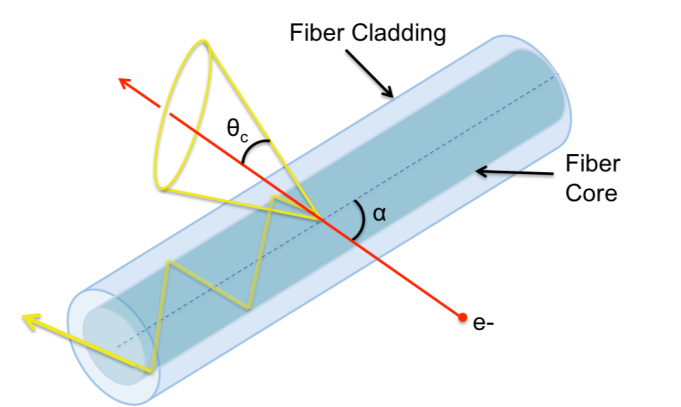 Fiber Cladding
θc
Fiber
Core
α
e-